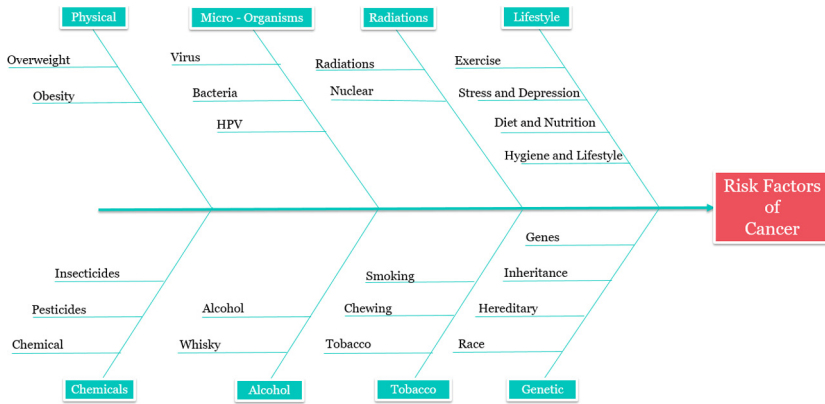 Physical
Micro - Organisms
Radiations
Lifestyle
Overweight
Obesity
Virus
Bacteria
HPV
Radiations
Nuclear
Exercise
Stress and Depression
Diet and Nutrition
Hygiene and Lifestyle
Risk Factors
of
Cancer
Insecticides
Pesticides
Chemical
Alcohol
Whisky
Smoking
Chewing
Tobacco
Genes
Inheritance
Hereditary
Race
Chemicals
Alcohol
Tobacco
Genetic